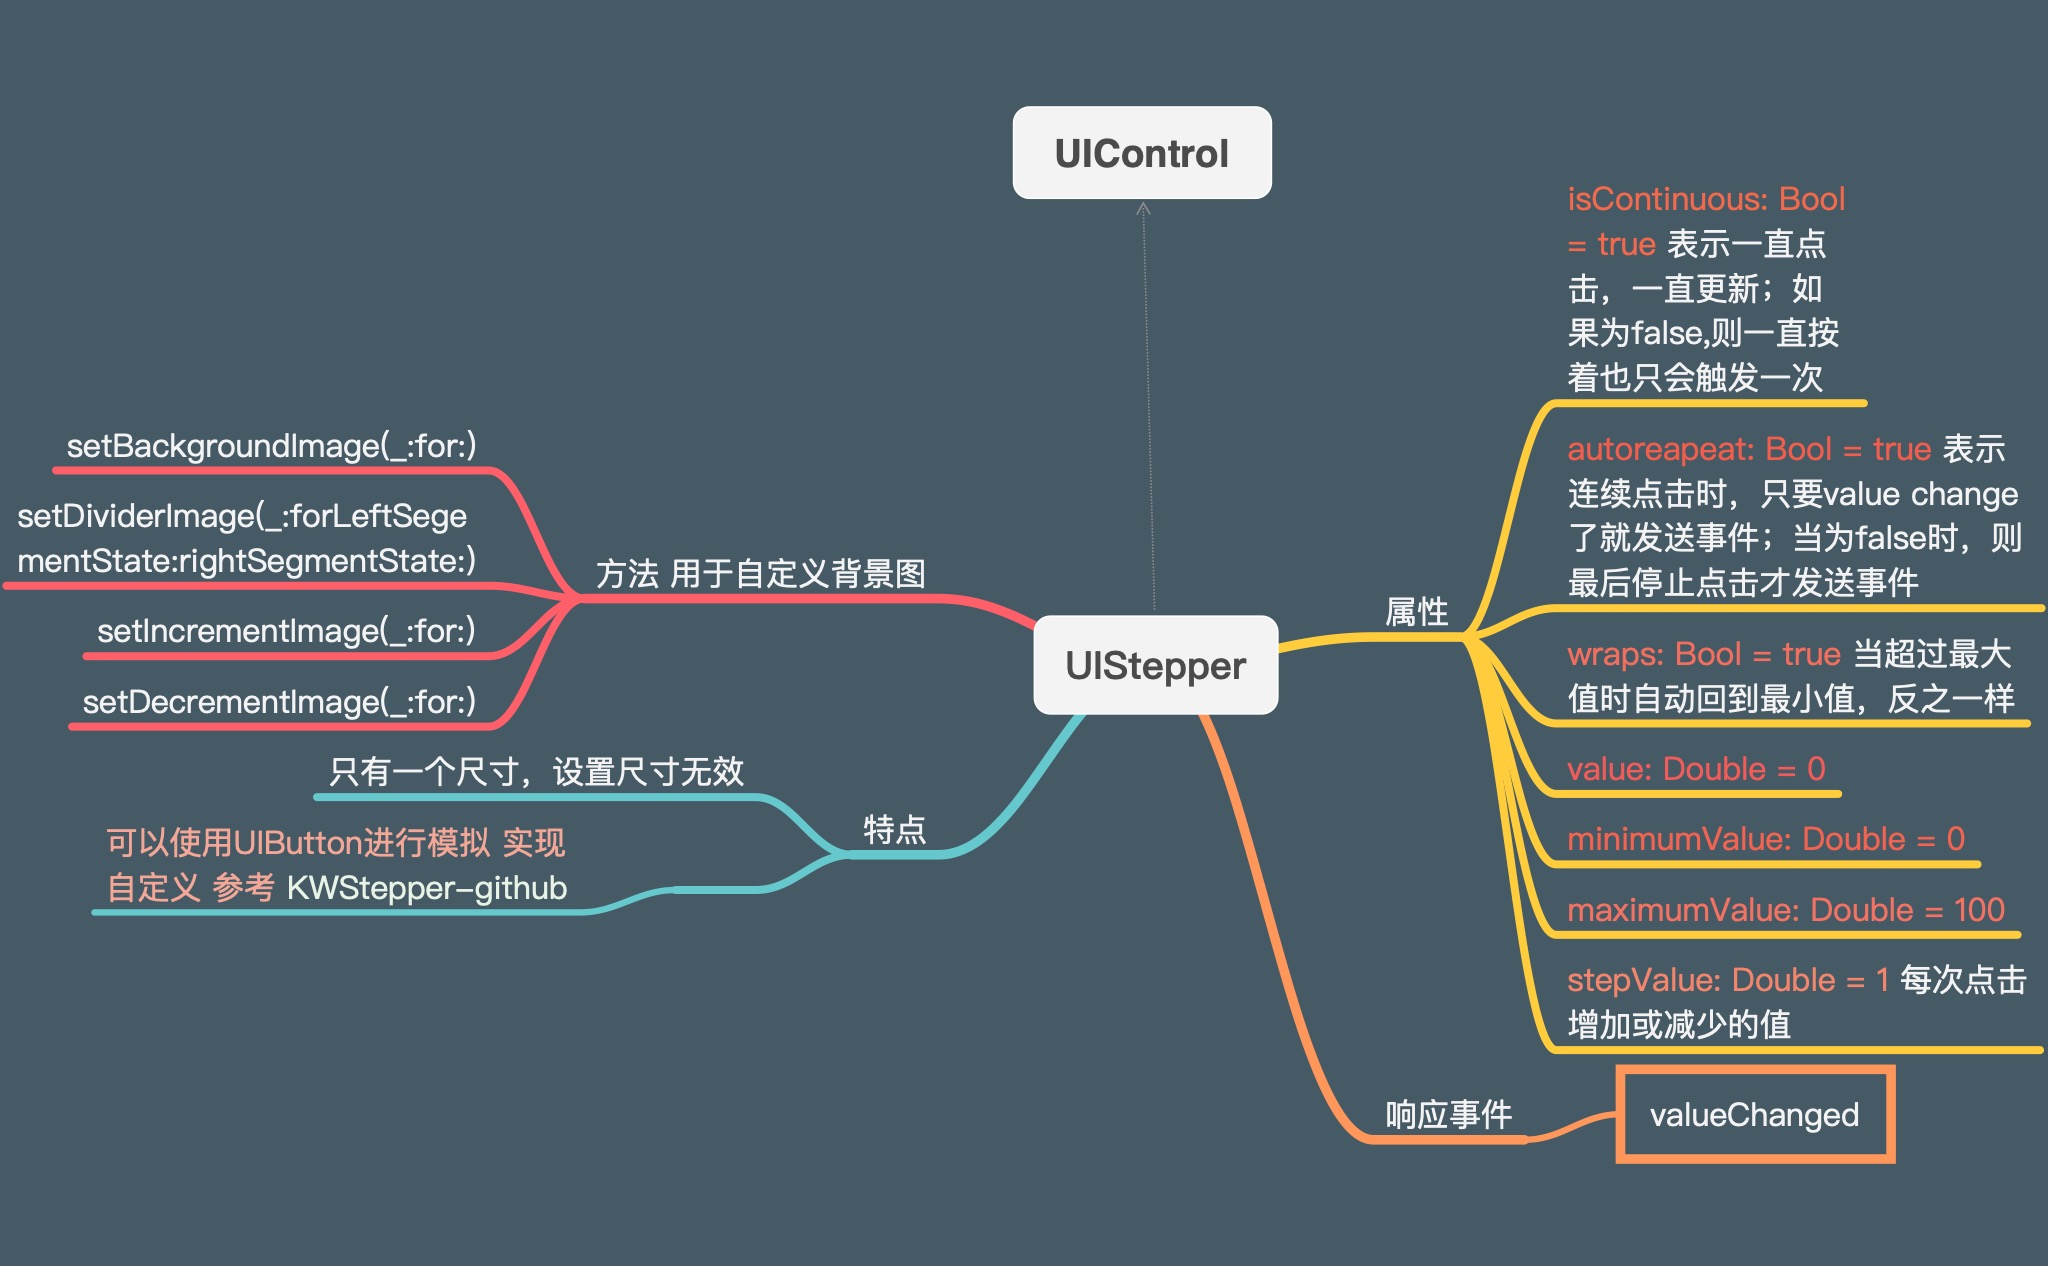 UIControl
UIStepper
方法 用于自定义背景图
setBackgroundImage(_:for:)
setDividerImage(_:forLeftSege
mentState:rightSegmentState:)
setIncrementImage(_:for:)
setDecrementImage(_:for:)
特点
只有一个尺寸，设置尺寸无效
可以使用UIButton进行模拟 实现
自定义 参考 KWStepper-github
属性
isContinuous: Bool
= true 表示一直点
击，一直更新；如
果为false,则一直按
着也只会触发一次
autoreapeat: Bool = true 表示
连续点击时，只要value change
了就发送事件；当为false时，则
最后停止点击才发送事件
wraps: Bool = true 当超过最大
值时自动回到最小值，反之一样
value: Double = 0
minimumValue: Double = 0
maximumValue: Double = 100
stepValue: Double = 1 每次点击
增加或减少的值
响应事件
valueChanged